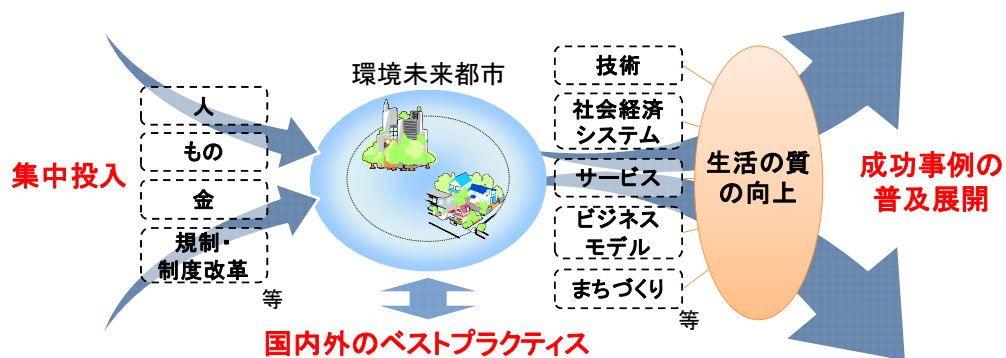 集中投入
人
もの
金
規制・
制度改革
等
環境未来都市
国内外のベストプラクティス
技術
社会経済
システム
サービス
ビジネス
モデル
まちづくり
等
生活の質
の向上
成功事例の
普及展開